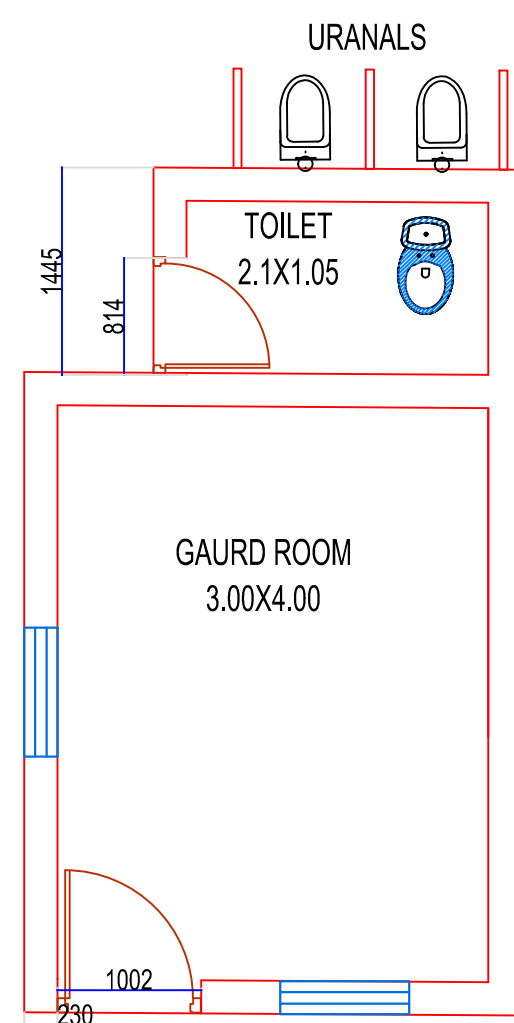 URANALS
TOILET
2.1X1.05
1445
814
GAURD ROOM
3.00X4.00
1002
230